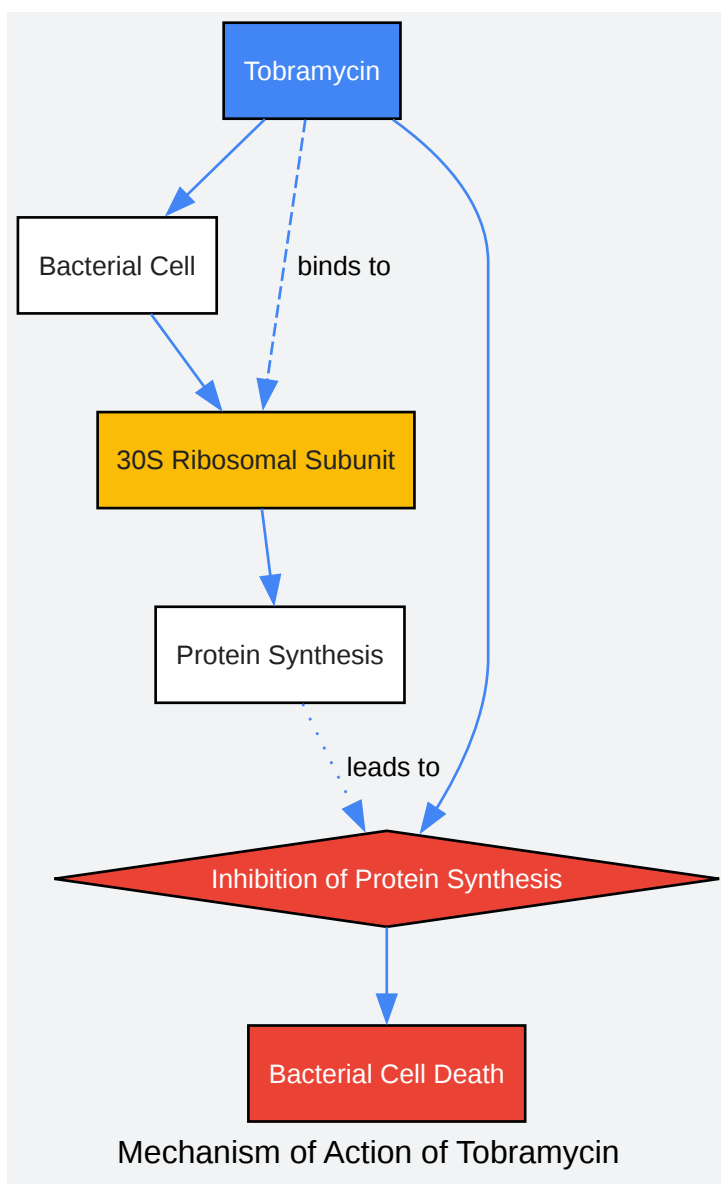 Tobramycin
Bacterial Cell
binds to
30S Ribosomal Subunit
Protein Synthesis
leads to
Inhibition of Protein Synthesis
Bacterial Cell Death
Mechanism of Action of Tobramycin